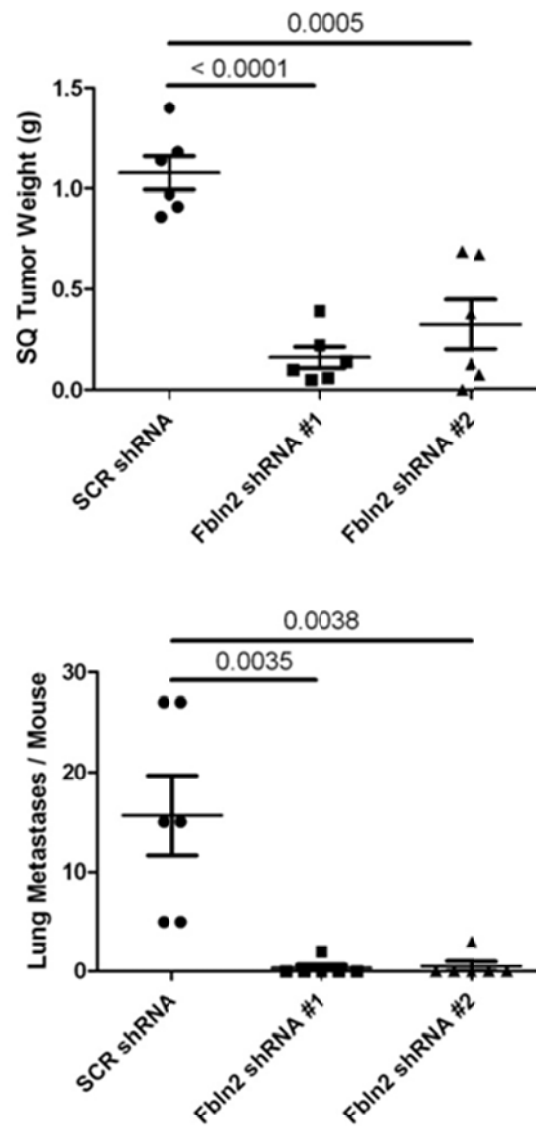 0.0005
< 0.0001
1.5
1.0
0.5
0.0
SQ Tumor Weight (g)
SCR shRNA
Fbln2 shRNA #1
Fbln2 shRNA #2
0.0038
0.0035
30
20
10
0
Lung Metastases / Mouse
SCR shRNA
Fbln2 shRNA #1
Fbln2 shRNA #2